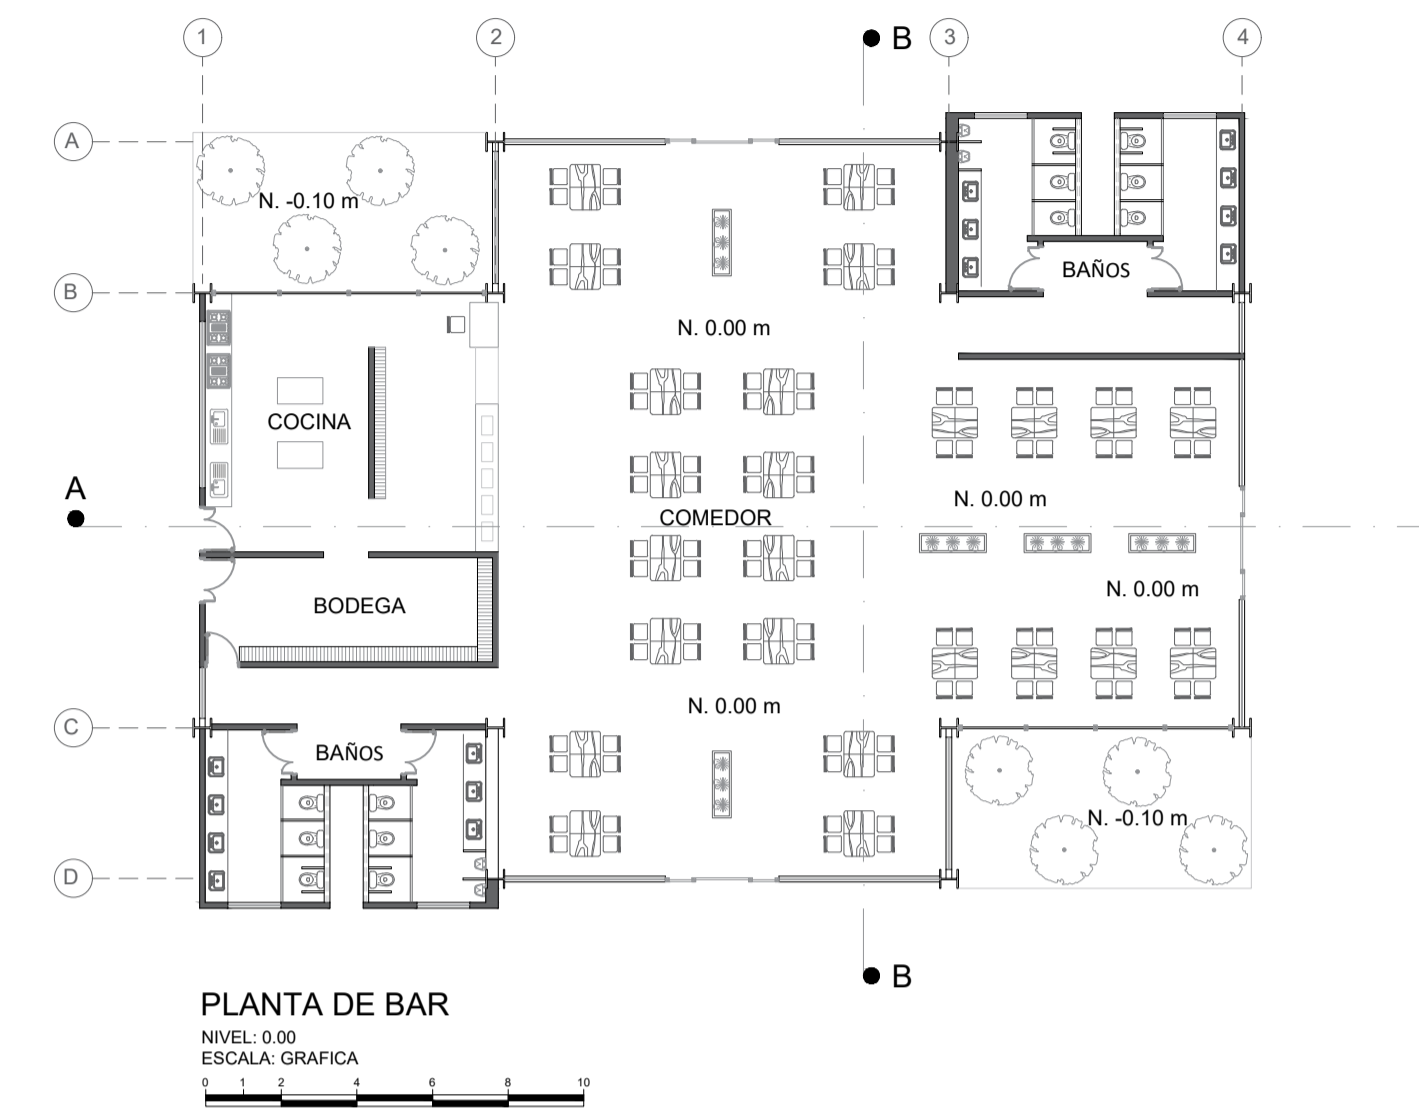 1
2
B
3
4
A
N. -0.10 m
B
BAÑOS
N. 0.00 m
COCINA
A
N. 0.00 m
COMEDOR
N. 0.00 m
BODEGA
N. 0.00 m
C
BAÑOS
N. -0.10 m
D
B
PLANTA DE BAR
NIVEL: 0.00
ESCALA: GRAFICA
0 1 2 4 6 8 10